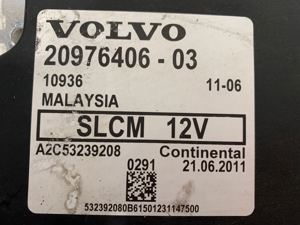 VOLVO
20976406 - 03
10936 11-06
MALAYSIA
SLCM 12V
A2C53239208 Continental
0291 21.06.2011
532392080B61501231147500